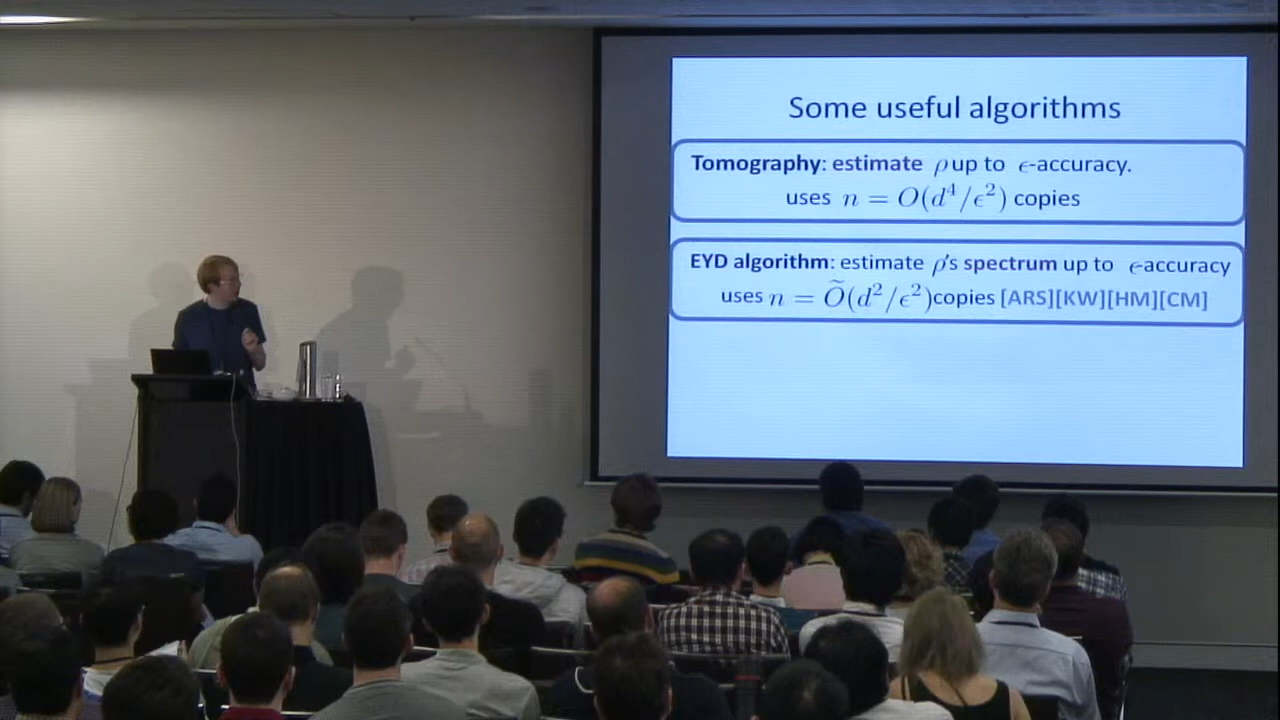 Some useful algorithms
Tomography: estimate ρ up to ϵ-accuracy.
uses n = O(d⁴/ϵ²) copies
EYD algorithm: estimate ρ's spectrum up to ϵ-accuracy
uses n = Õ(d²/ϵ²)copies [ARS][KW][HM][CM]